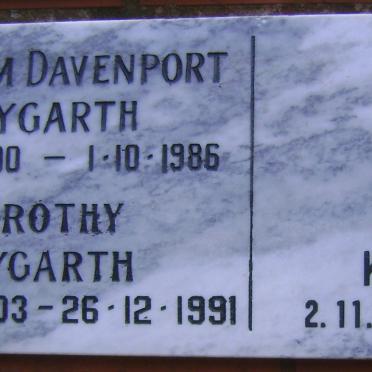 M DAVENPORT
YGARTH
00 – 1·10·1986
ROTHY
YGARTH
03 - 26·12·1991
K
2.11.